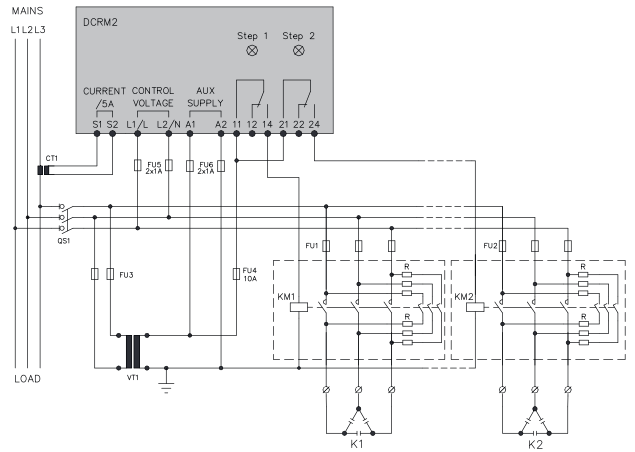 MAINS
L1 L2 L3
DCRM2
Step 1 Step 2
CURRENT /5A
CONTROL VOLTAGE
AUX SUPPLY
S1 S2 L1/L L2/N A1 A2 11 12 14 21 22 24
CT1
FU5
2x1A
FU6
2x1A
QS1
FU1
FU2
FU3
FU4
10A
R
R
KM1
KM2
R
R
VT1
LOAD
K1
K2